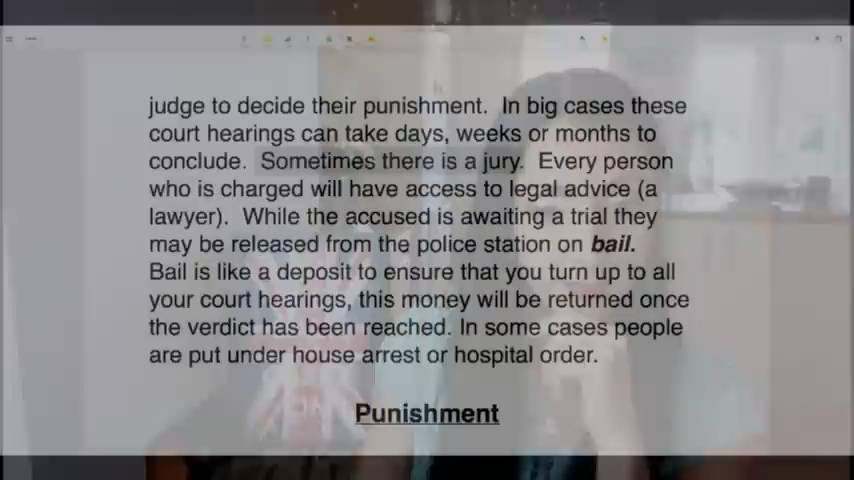 judge to decide their punishment.  In big cases these
court hearings can take days, weeks or months to
conclude.  Sometimes there is a jury.  Every person
who is charged will have access to legal advice (a
lawyer).  While the accused is awaiting a trial they
may be released from the police station on bail.
Bail is like a deposit to ensure that you turn up to all
your court hearings, this money will be returned once
the verdict has been reached. In some cases people
are put under house arrest or hospital order.
Punishment